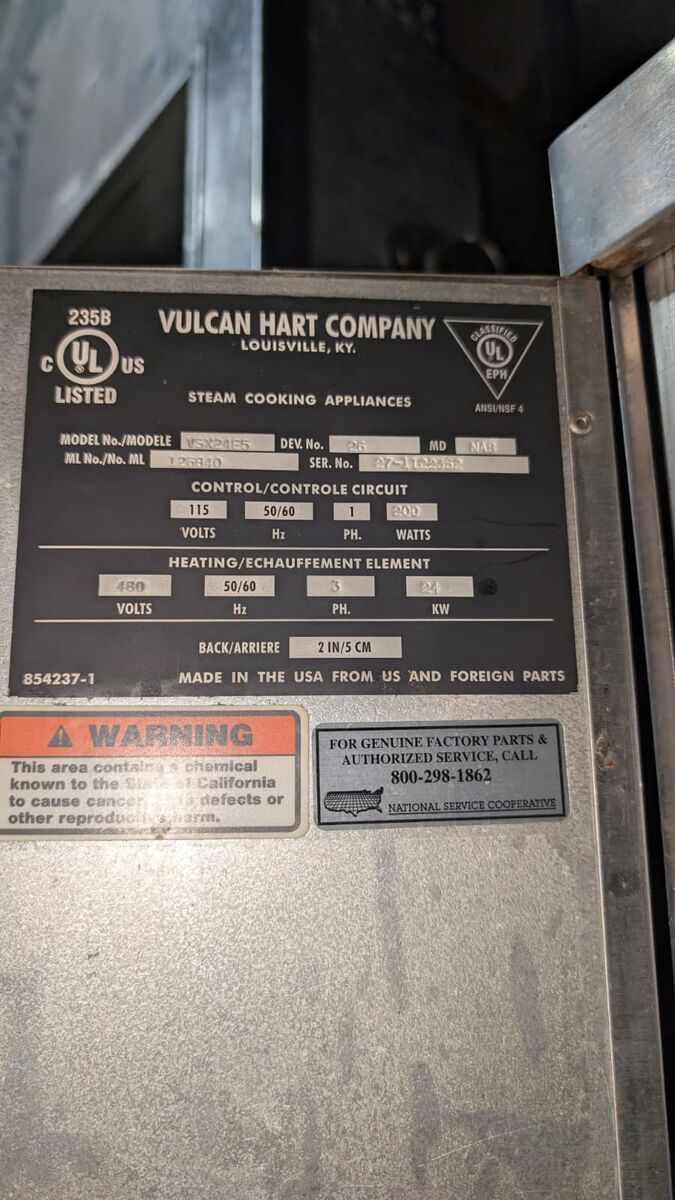 235B
C UL® US
LISTED
VULCAN HART COMPANY
LOUISVILLE, KY.
CLASSIFIED
UL
EPH
ANSI/NSF 4
STEAM COOKING APPLIANCES
MODEL No./MODELE VSX24E5 DEV. No. 26 MD
ML No./No. ML 126840 SER. No.
CONTROL/CONTROLE CIRCUIT
115 50/60 1 200
VOLTS Hz PH. WATTS
HEATING/ECHAUFFEMENT ELEMENT
480 50/60 3 24
VOLTS Hz PH. KW
BACK/ARRIERE 2 IN/5 CM
854237-1 MADE IN THE USA FROM US AND FOREIGN PARTS
WARNING
This area contains a chemical
known to the State of California
to cause cancer defects or
other reproductive harm.
FOR GENUINE FACTORY PARTS &
AUTHORIZED SERVICE, CALL
800-298-1862
NATIONAL SERVICE COOPERATIVE